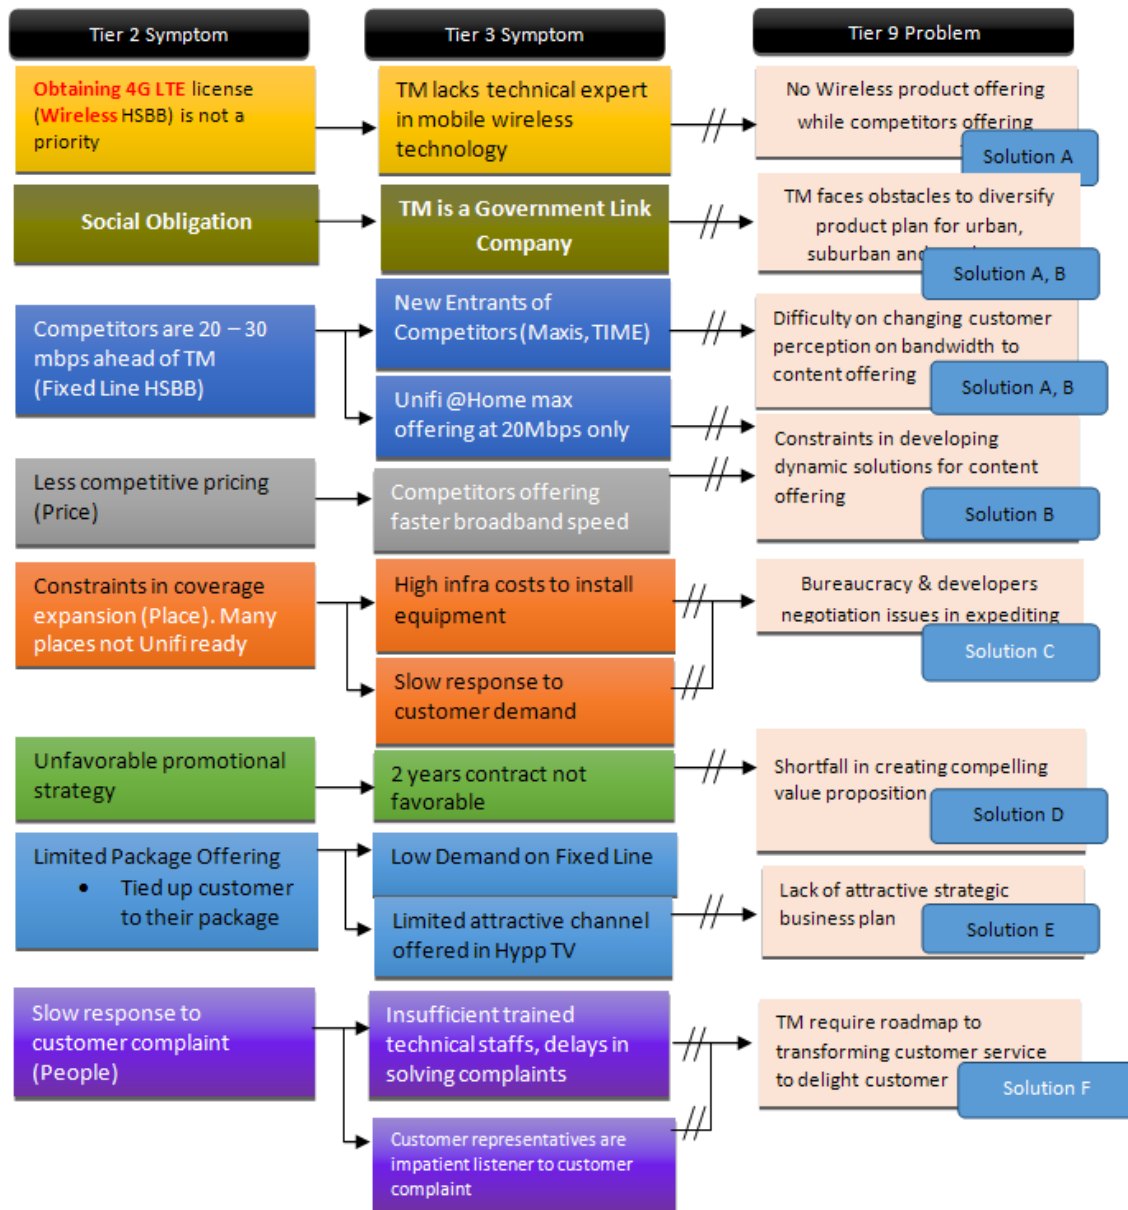 Tier 2 Symptom
Tier 3 Symptom
Tier 9 Problem
Obtaining 4G LTE license
(Wireless HSBB) is not a
priority
TM lacks technical expert
in mobile wireless
technology
No Wireless product offering
while competitors offering
Solution A
Social Obligation
TM is a Government Link
Company
TM faces obstacles to diversify
product plan for urban,
suburban and
Solution A, B
Competitors are 20 – 30
mbps ahead of TM
(Fixed Line HSBB)
New Entrants of
Competitors (Maxis, TIME)
Difficulty on changing customer
perception on bandwidth to
content offering
Solution A, B
Unifi @Home max
offering at 20Mbps only
Constraints in developing
dynamic solutions for content
offering
Solution B
Less competitive pricing
(Price)
Competitors offering
faster broadband speed
Constraints in coverage
expansion (Place). Many
places not Unifi ready
High infra costs to install
equipment
Bureaucracy & developers
negotiation issues in expediting
Solution C
Slow response to
customer demand
Unfavorable promotional
strategy
2 years contract not
favorable
Shortfall in creating compelling
value proposition
Solution D
Limited Package Offering
• Tied up customer
to their package
Low Demand on Fixed Line
Limited attractive channel
offered in Hypp TV
Lack of attractive strategic
business plan
Solution E
Slow response to
customer complaint
(People)
Insufficient trained
technical staffs, delays in
solving complaints
TM require roadmap to
transforming customer service
to delight customer
Solution F
Customer representatives are
impatient listener to customer
complaint